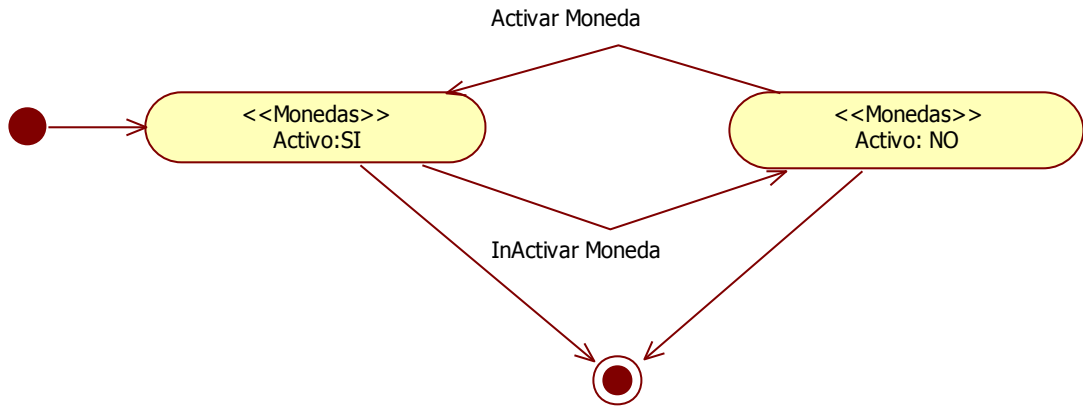 Activar Moneda
<<Monedas>>
Activo:SI
<<Monedas>>
Activo: NO
InActivar Moneda